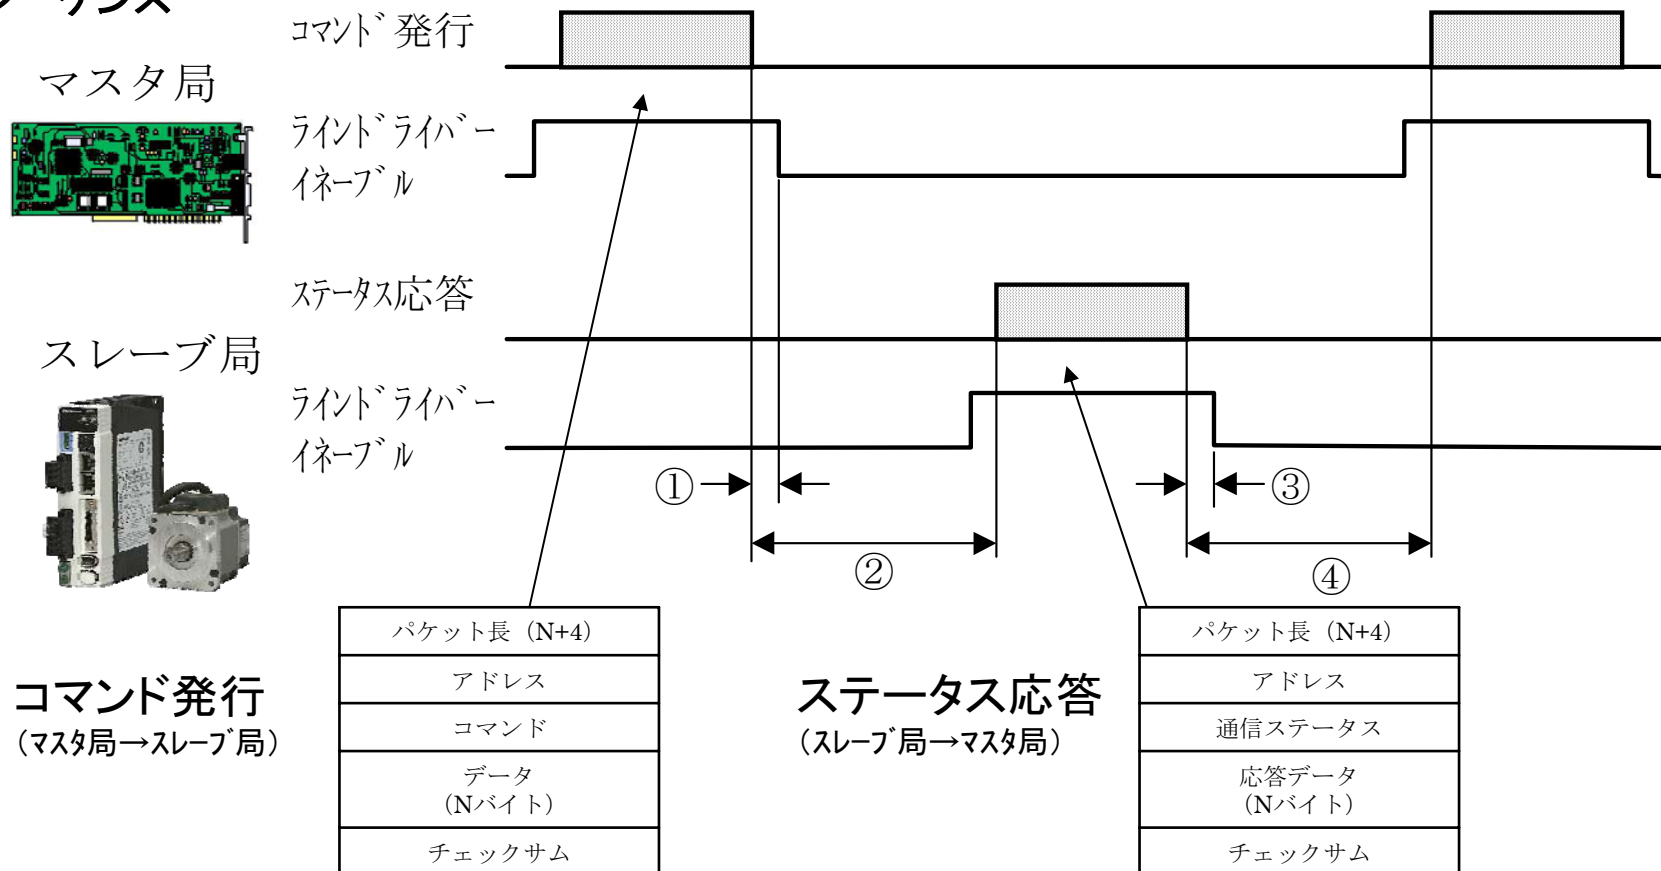 シーケンス
マスタ局
コマンド発行
ラインドライバー
イネーブル
スレーブ局
ステータス応答
ラインドライバー
イネーブル
①
③
②
④
コマンド発行
（マスタ局→スレーブ局）
パケット長（N+4）
アドレス
コマンド
データ
（Nバイト）
チェックサム
ステータス応答
（スレーブ局→マスタ局）
パケット長（N+4）
アドレス
通信ステータス
応答データ
（Nバイト）
チェックサム